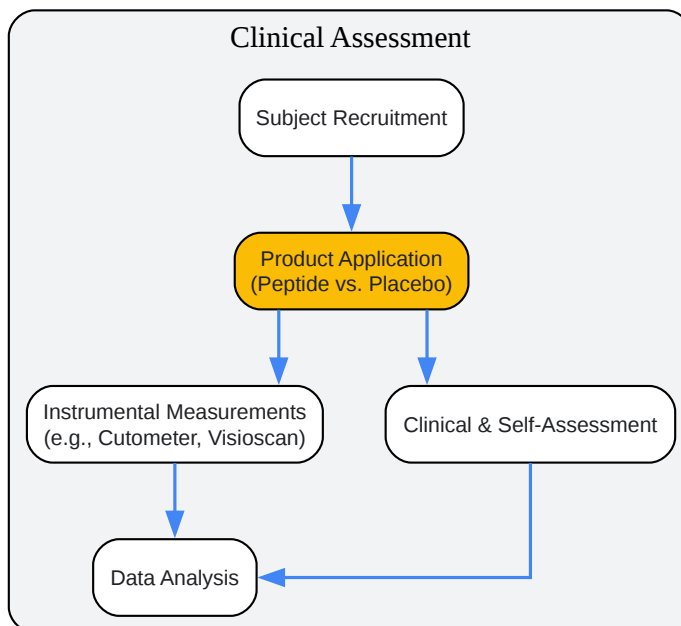 Clinical Assessment
Subject Recruitment
Product Application
(Peptide vs. Placebo)
Instrumental Measurements
(e.g., Cutometer, Visioscan)
Clinical & Self-Assessment
Data Analysis